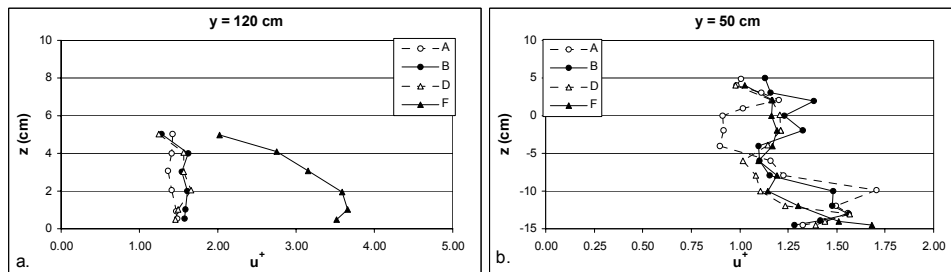 y = 120 cm
10
8
6
4
2
0
z (cm)
A
B
D
F
0.00 1.00 2.00 3.00 4.00 5.00
a.
u+
y = 50 cm
10
5
0
-5
-10
-15
z (cm)
A
B
D
F
0.00 0.25 0.50 0.75 1.00 1.25 1.50 1.75 2.00
b.
u+